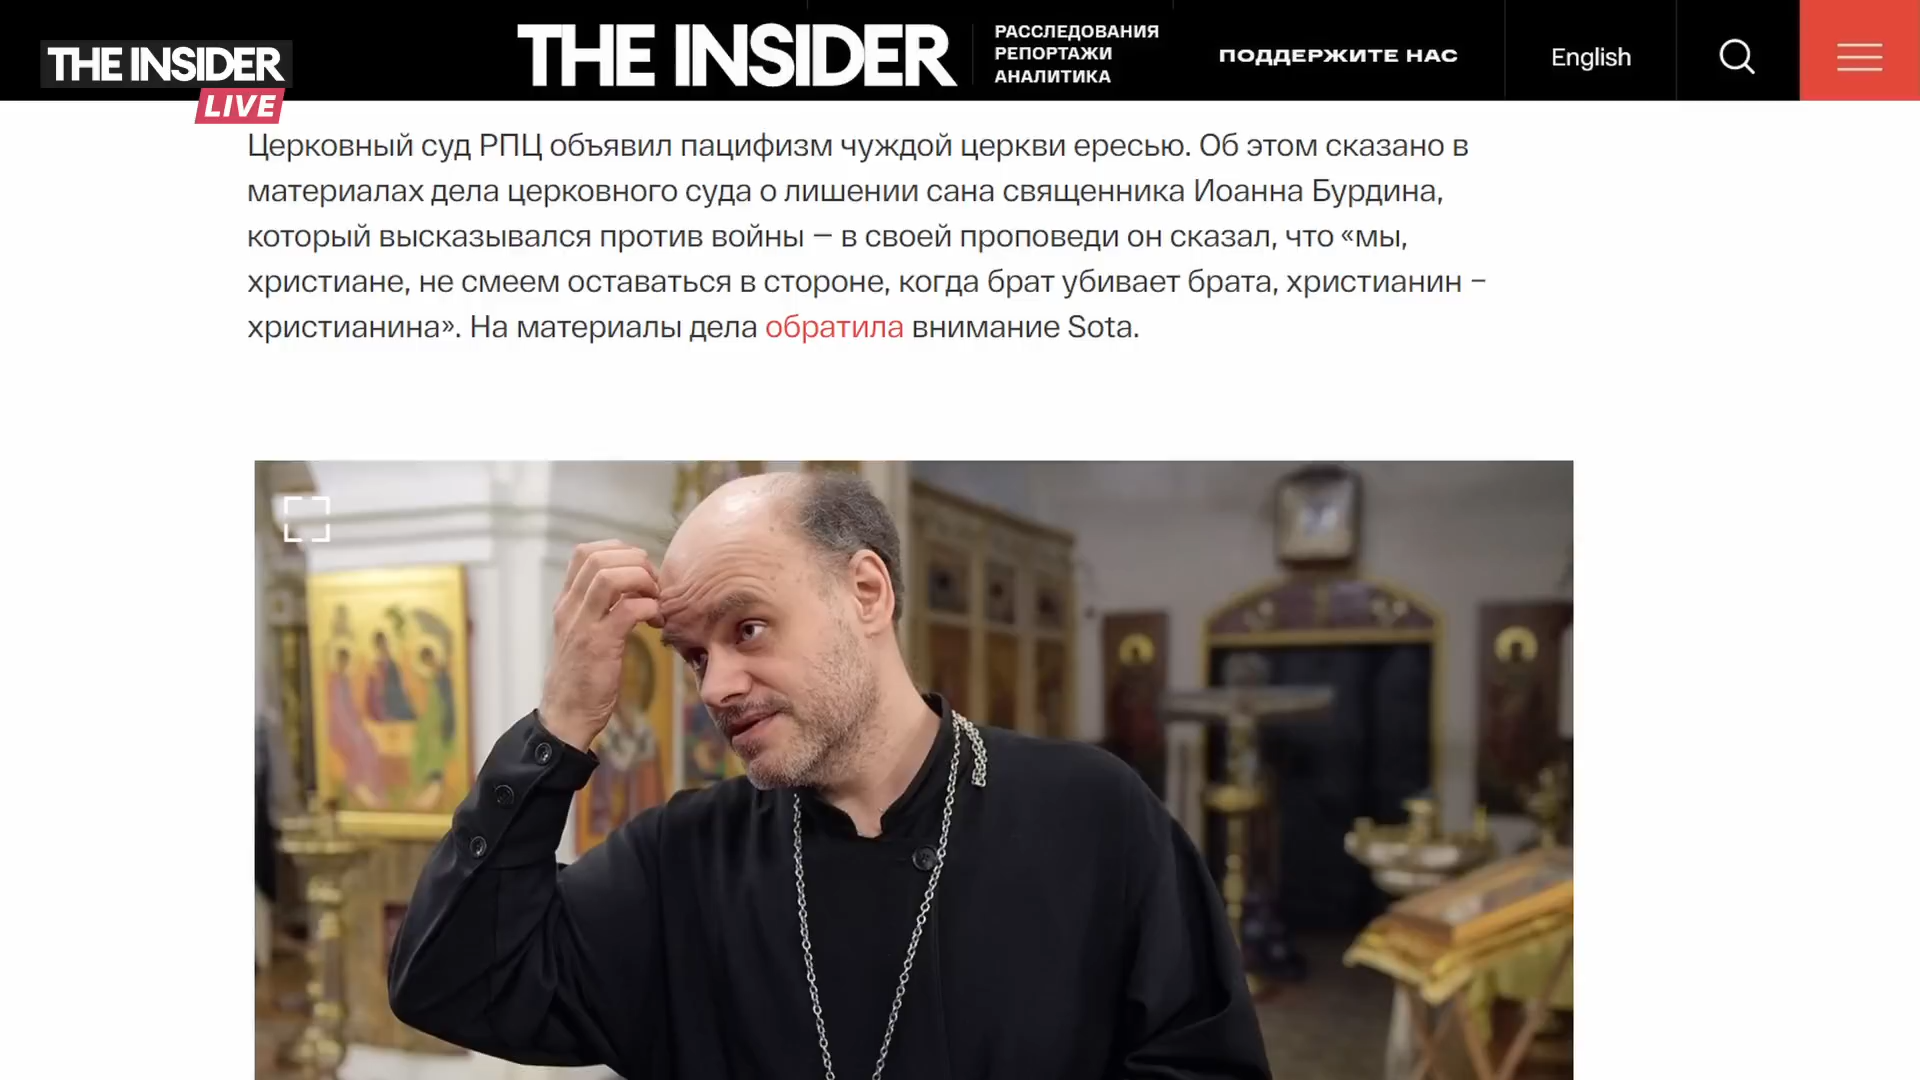 THE INSIDER
LIVE
THE INSIDER
РАССЛЕДОВАНИЯ
РЕПОРТАЖИ
АНАЛИТИКА
ПОДДЕРЖИТЕ НАС
English
Церковный суд РПЦ объявил пацифизм чуждой церкви ересью. Об этом сказано в
материалах дела церковного суда о лишении сана священника Иоанна Бурдина,
который высказывался против войны – в своей проповеди он сказал, что «мы,
христиане, не смеем оставаться в стороне, когда брат убивает брата, христианин –
христианина». На материалы дела обратила внимание Sota.